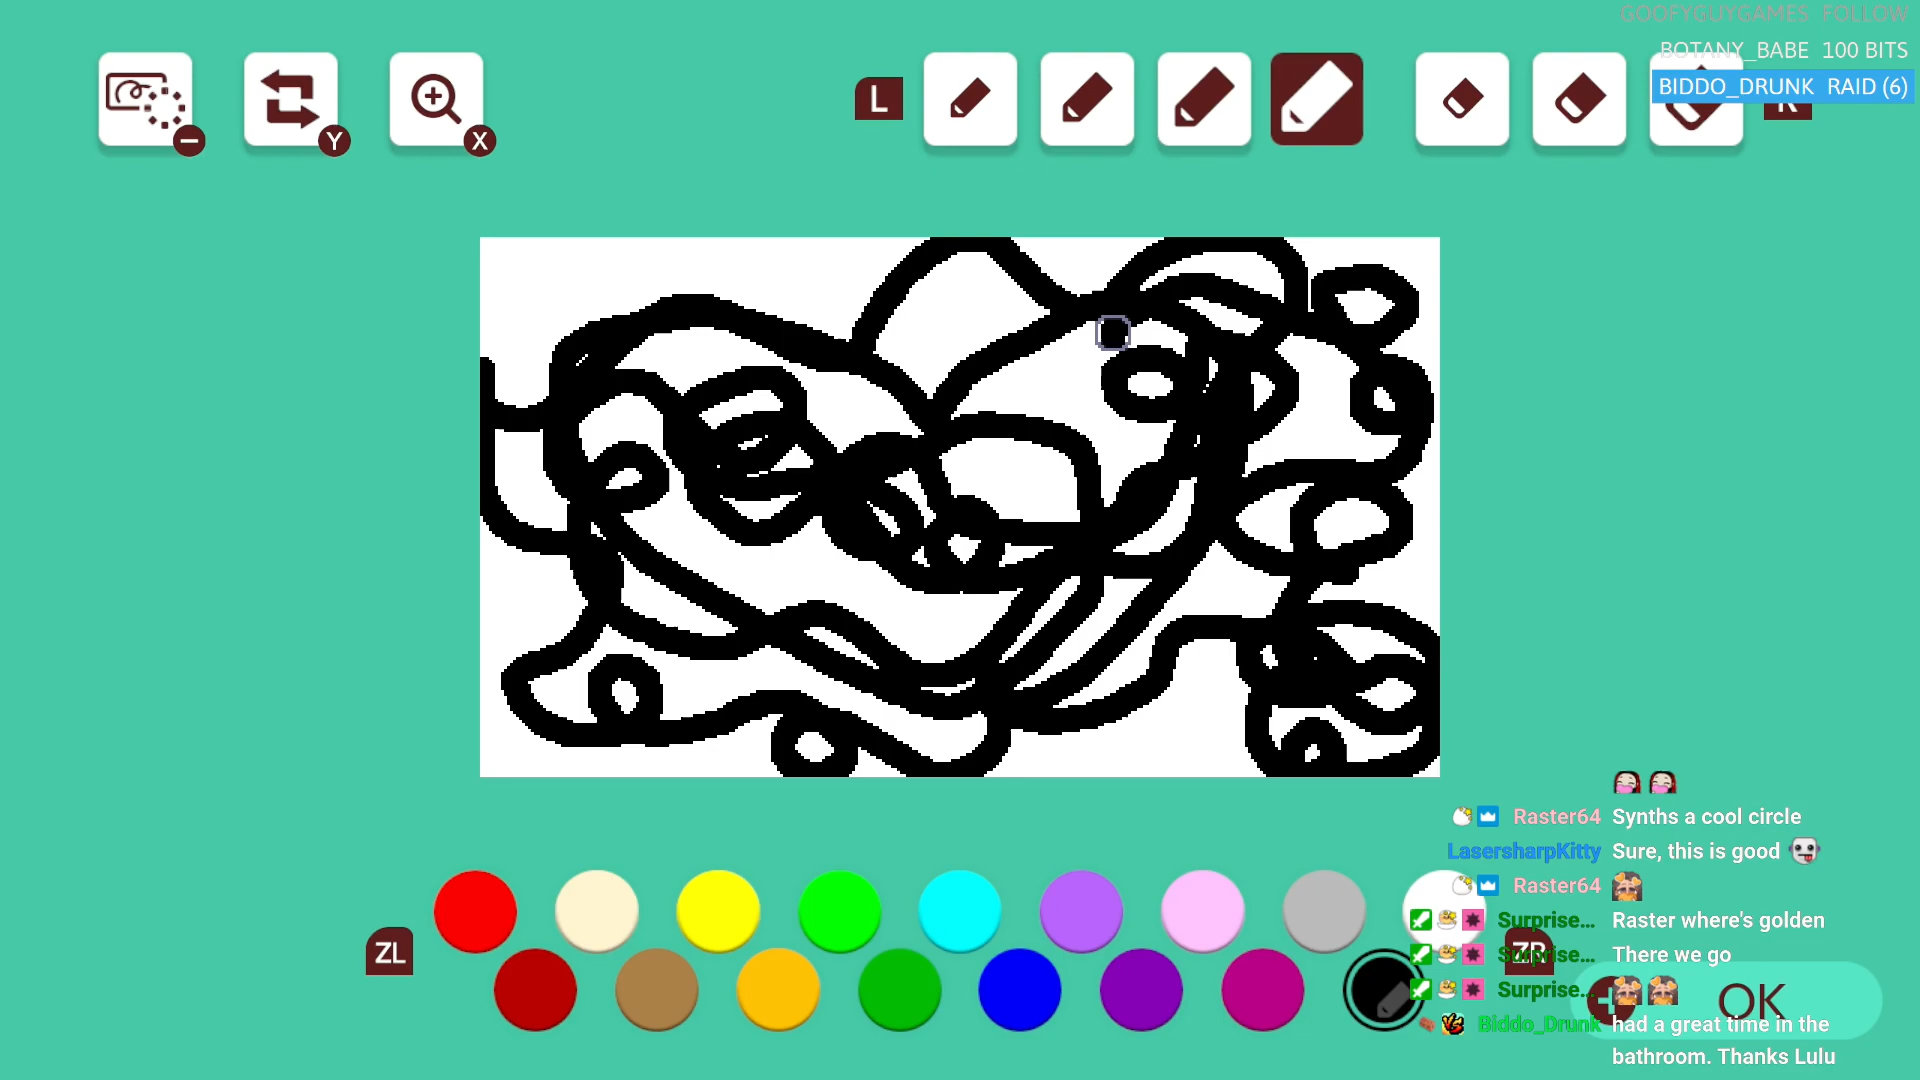 GOOFYGUYGAMES FOLLOW
BOTANY_BABE 100 BITS
BIDDO_DRUNK RAID (6)
L
R
Y
X
Raster64 Synths a cool circle
LasersharpKitty Sure, this is good
Raster64
Surprise... Raster where's golden
Surprise... There we go
Surprise...
Biddo_Drunk had a great time in the
bathroom. Thanks Lulu
ZL
ZR
OK